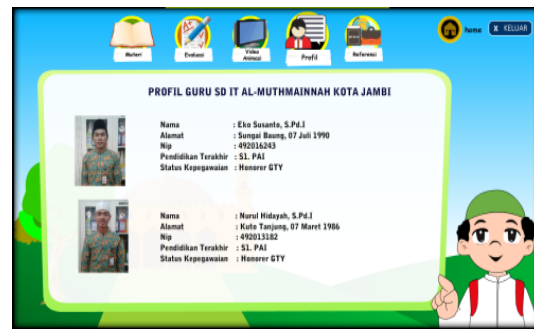 Materi
Evaluasi
Video
Animasi
Profil
Referensi
home
X KELUAR
PROFIL GURU SD IT AL-MUTHMAINNAH KOTA JAMBI
Nama : Eko Susanto, S.Pd.I
Alamat : Sungai Baung, 07 Juli 1990
Nip : 492016243
Pendidikan Terakhir : S1. PAI
Status Kepegawaian : Honorer GTY
Nama : Nurul Hidayah, S.Pd.I
Alamat : Kuto Tanjung, 07 Maret 1986
Nip : 492013182
Pendidikan Terakhir : S1. PAI
Status Kepegawaian : Honorer GTY